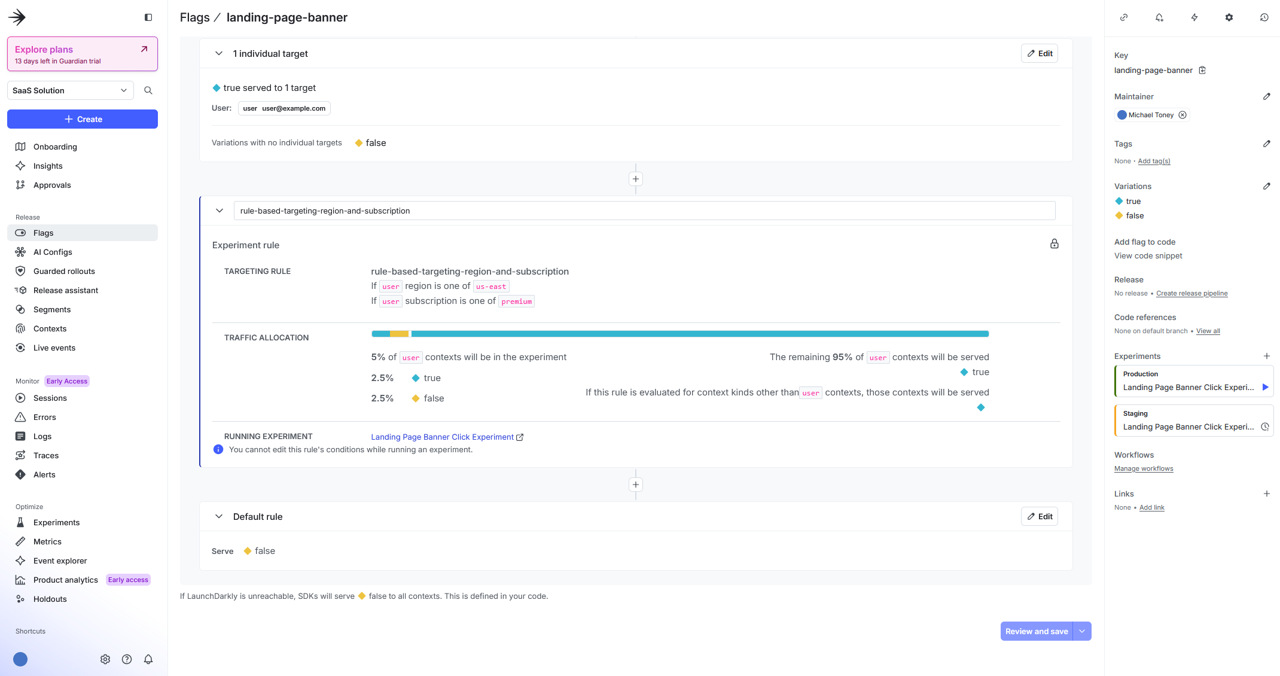 Explore plans
13 days left in Guardian trial
SaaS Solution
Create
Onboarding
Insights
Approvals
Release
Flags
AI Configs
Guarded rollouts
Release assistant
Segments
Contexts
Live events
Monitor Early Access
Sessions
Errors
Logs
Traces
Alerts
Optimize
Experiments
Metrics
Event explorer
Product analytics Early access
Holdouts
Shortcuts
Flags / landing-page-banner
1 individual target
Edit
true served to 1 target
User: user user@example.com
Variations with no individual targets false
rule-based-targeting-region-and-subscription
Experiment rule
TARGETING RULE
rule-based-targeting-region-and-subscription
If user region is one of us-east
If user subscription is one of premium
TRAFFIC ALLOCATION
5% of user contexts will be in the experiment
2.5% true
2.5% false
The remaining 95% of user contexts will be served
true
If this rule is evaluated for context kinds other than user contexts, those contexts will be served
RUNNING EXPERIMENT
Landing Page Banner Click Experiment
You cannot edit this rule's conditions while running an experiment.
Default rule
Edit
Serve false
If LaunchDarkly is unreachable, SDKs will serve false to all contexts. This is defined in your code.
Review and save
Key
landing-page-banner
Maintainer
Michael Toney
Tags
None • Add tag(s)
Variations
true
false
Add flag to code
View code snippet
Release
No release • Create release pipeline
Code references
None on default branch • View all
Experiments
Production
Landing Page Banner Click Experi...
Staging
Landing Page Banner Click Experi...
Workflows
Manage workflows
Links
None • Add link